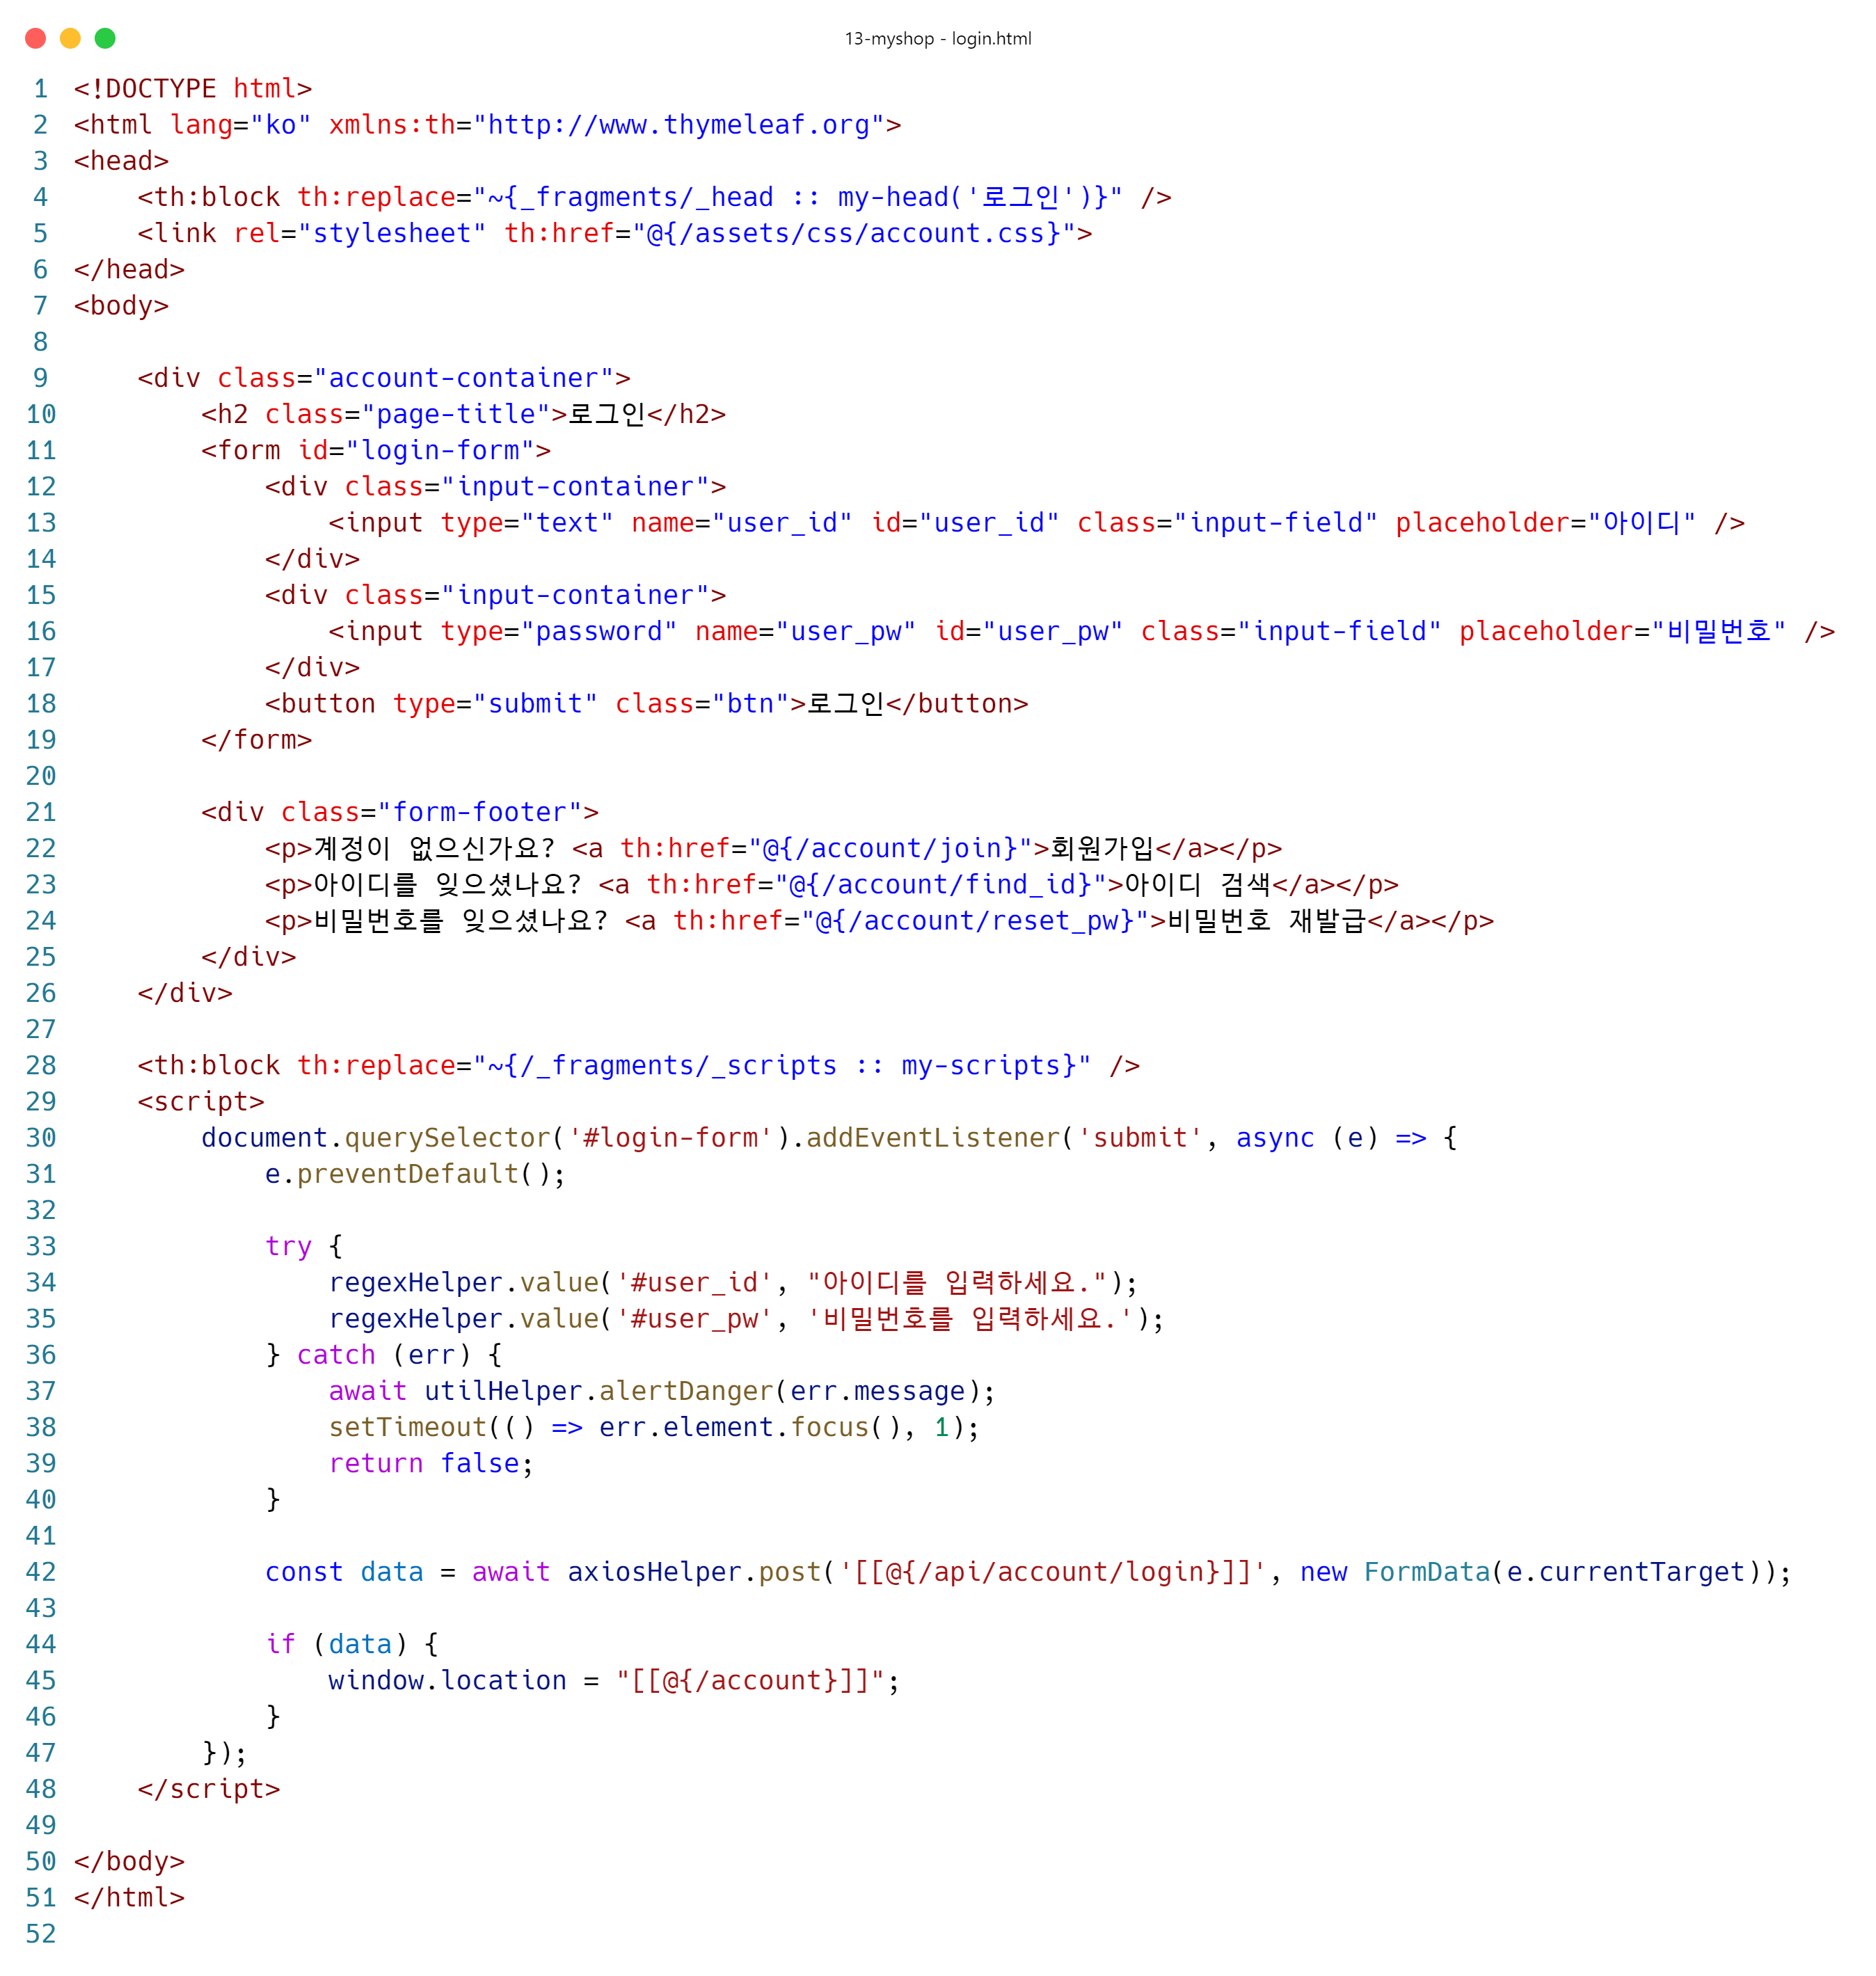 13-myshop - login.html
1 <!DOCTYPE html>
2 <html lang="ko" xmlns:th="http://www.thymeleaf.org">
3 <head>
4     <th:block th:replace="~{_fragments/_head :: my-head('로그인')}" />
5     <link rel="stylesheet" th:href="@{/assets/css/account.css}">
6 </head>
7 <body>
8
9     <div class="account-container">
10         <h2 class="page-title">로그인</h2>
11         <form id="login-form">
12             <div class="input-container">
13                 <input type="text" name="user_id" id="user_id" class="input-field" placeholder="아이디" />
14             </div>
15             <div class="input-container">
16                 <input type="password" name="user_pw" id="user_pw" class="input-field" placeholder="비밀번호" />
17             </div>
18             <button type="submit" class="btn">로그인</button>
19         </form>
20
21         <div class="form-footer">
22             <p>계정이 없으신가요? <a th:href="@{/account/join}">회원가입</a></p>
23             <p>아이디를 잊으셨나요? <a th:href="@{/account/find_id}">아이디 검색</a></p>
24             <p>비밀번호를 잊으셨나요? <a th:href="@{/account/reset_pw}">비밀번호 재발급</a></p>
25         </div>
26     </div>
27
28     <th:block th:replace="~{/_fragments/_scripts :: my-scripts}" />
29     <script>
30         document.querySelector('#login-form').addEventListener('submit', async (e) => {
31             e.preventDefault();
32
33             try {
34                 regexHelper.value('#user_id', "아이디를 입력하세요.");
35                 regexHelper.value('#user_pw', '비밀번호를 입력하세요.');
36             } catch (err) {
37                 await utilHelper.alertDanger(err.message);
38                 setTimeout(() => err.element.focus(), 1);
39                 return false;
40             }
41
42             const data = await axiosHelper.post('[[@{/api/account/login}]]', new FormData(e.currentTarget));
43
44             if (data) {
45                 window.location = "[[@{/account}]]";
46             }
47         });
48     </script>
49
50 </body>
51 </html>
52